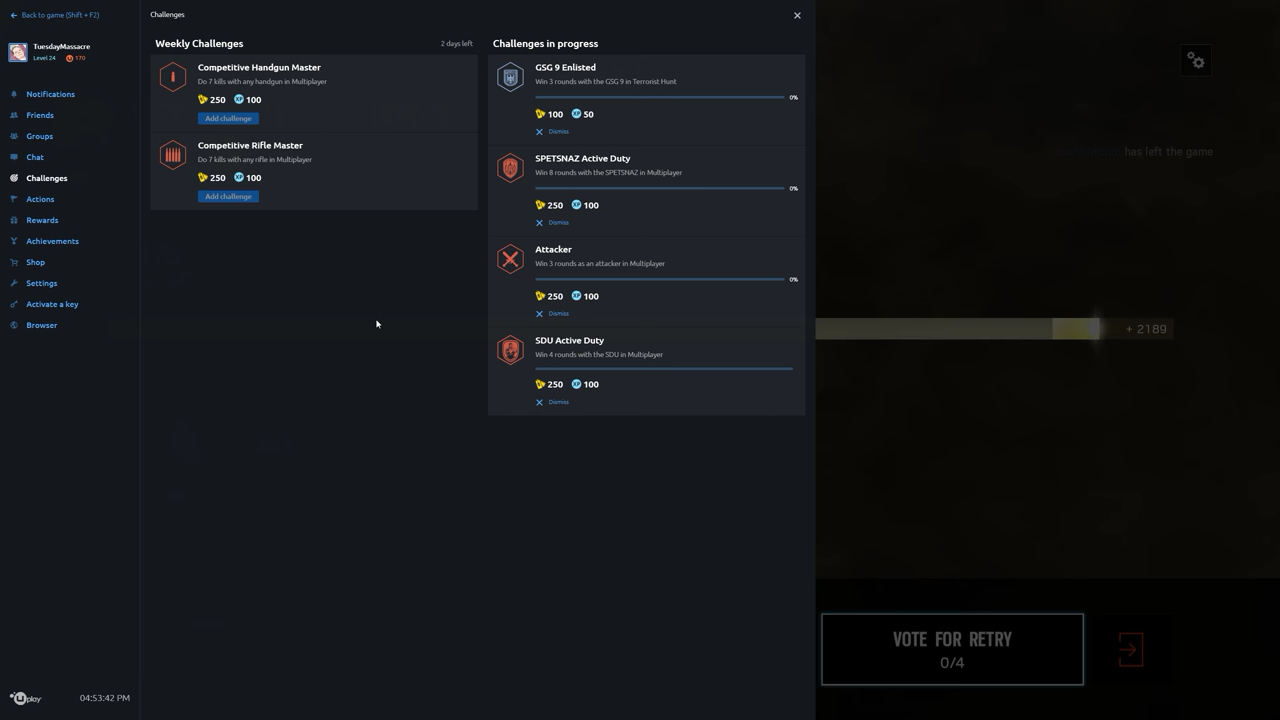 Back to game (Shift + F2)
TuesdayMassacre
Level 24 170
Notifications
Friends
Groups
Chat
Challenges
Actions
Rewards
Achievements
Shop
Settings
Activate a key
Browser
uplay 04:53:42 PM
Challenges
Weekly Challenges 2 days left
Competitive Handgun Master
Do 7 kills with any handgun in Multiplayer
250 XP 100
Add challenge
Competitive Rifle Master
Do 7 kills with any rifle in Multiplayer
250 XP 100
Add challenge
Challenges in progress
GSG 9 Enlisted
Win 3 rounds with the GSG 9 in Terrorist Hunt
0%
100 XP 50
Dismiss
SPETSNAZ Active Duty
Win 8 rounds with the SPETSNAZ in Multiplayer
0%
250 XP 100
Dismiss
Attacker
Win 3 rounds as an attacker in Multiplayer
0%
250 XP 100
Dismiss
SDU Active Duty
Win 4 rounds with the SDU in Multiplayer
250 XP 100
Dismiss
has left the game
+ 2189
VOTE FOR RETRY
0/4